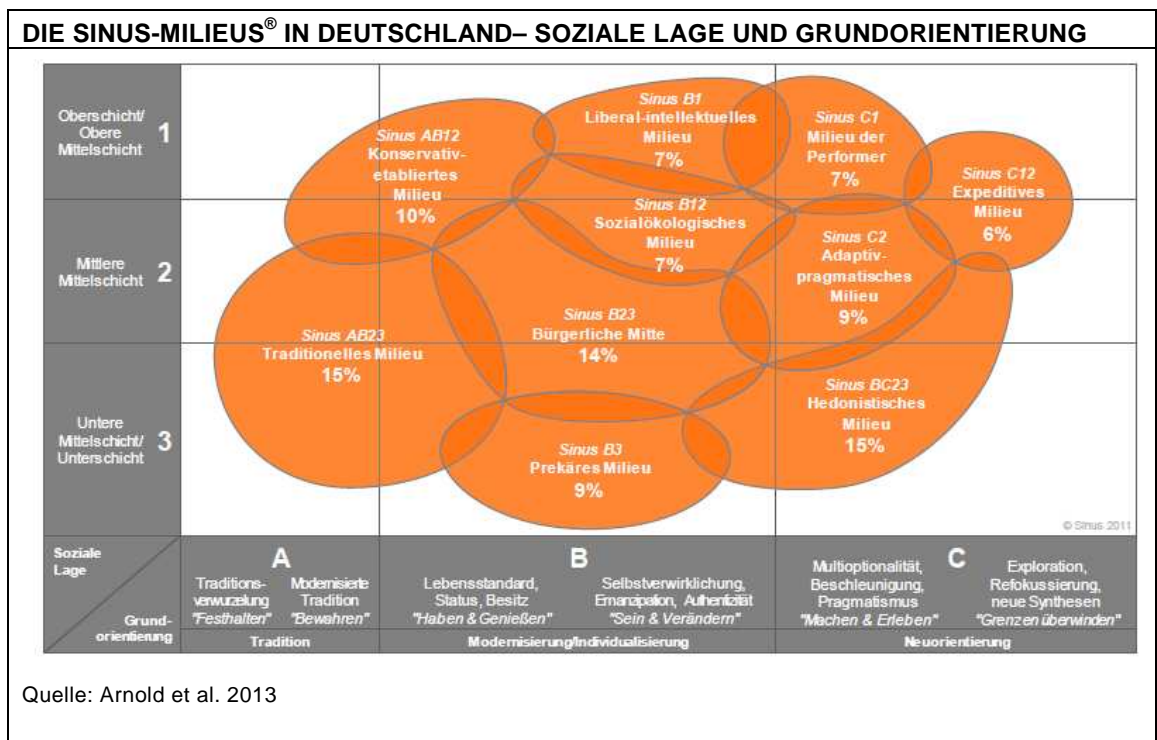 DIE SINUS-MILIEUS® IN DEUTSCHLAND– SOZIALE LAGE UND GRUNDORIENTIERUNG
Oberschicht/
Obere
Mittelschicht
1
Mittlere
Mittelschicht
2
Untere
Mittelschicht/
Unterschicht
3
Sinus AB12
Konservativ-
etabliertes
Milieu
10%
Sinus B1
Liberal-intellektuelles
Milieu
7%
Sinus C1
Milieu der
Performer
7%
Sinus C12
Expeditives
Milieu
6%
Sinus B12
Sozialökologisches
Milieu
7%
Sinus C2
Adaptiv-
pragmatisches
Milieu
9%
Sinus AB23
Traditionelles Milieu
15%
Sinus B23
Bürgerliche Mitte
14%
Sinus BC23
Hedonistisches
Milieu
15%
Sinus B3
Prekäres Milieu
9%
© Sinus 2011
Soziale
Lage
Grund-
orientierung
A
Traditions-
verwurzelung
"Festhalten"
Modernisierte
Tradition
"Bewahren"
Tradition
B
Lebensstandard,
Status, Besitz
"Haben & Genießen"
Selbstverwirklichung,
Emanzipation, Authentizität
"Sein & Verändern"
Modernisierung/Individualisierung
C
Multioptionalität,
Beschleunigung,
Pragmatismus
"Machen & Erleben"
Exploration,
Refokussierung,
neue Synthesen
"Grenzen überwinden"
Neuorientierung
Quelle: Arnold et al. 2013